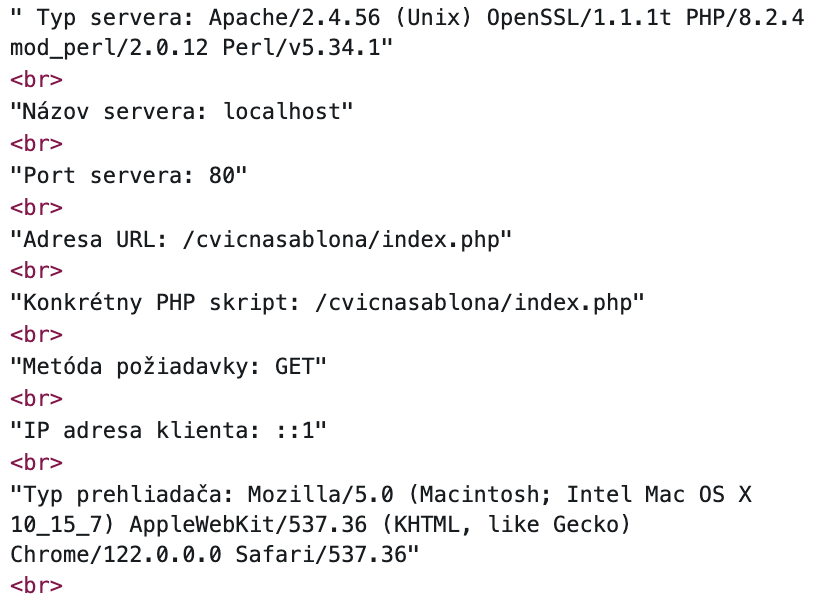 " Typ servera: Apache/2.4.56 (Unix) OpenSSL/1.1.1t PHP/8.2.4
mod_perl/2.0.12 Perl/v5.34.1"
<br>
"Názov servera: localhost"
<br>
"Port servera: 80"
<br>
"Adresa URL: /cvicnasablona/index.php"
<br>
"Konkrétny PHP skript: /cvicnasablona/index.php"
<br>
"Metóda požiadavky: GET"
<br>
"IP adresa klienta: ::1"
<br>
"Typ prehliadača: Mozilla/5.0 (Macintosh; Intel Mac OS X
10_15_7) AppleWebKit/537.36 (KHTML, like Gecko)
Chrome/122.0.0.0 Safari/537.36"
<br>